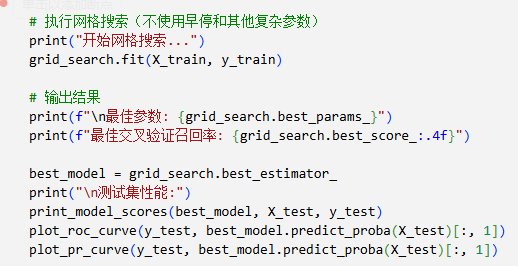 # 执行网格搜索（不使用早停和其他复杂参数）
print("开始网格搜索...")
grid_search.fit(X_train, y_train)
# 输出结果
print(f"\n最佳参数: {grid_search.best_params_}")
print(f"最佳交叉验证召回率: {grid_search.best_score_:.4f}")
best_model = grid_search.best_estimator_
print("\n测试集性能:")
print_model_scores(best_model, X_test, y_test)
plot_roc_curve(y_test, best_model.predict_proba(X_test)[:, 1])
plot_pr_curve(y_test, best_model.predict_proba(X_test)[:, 1])